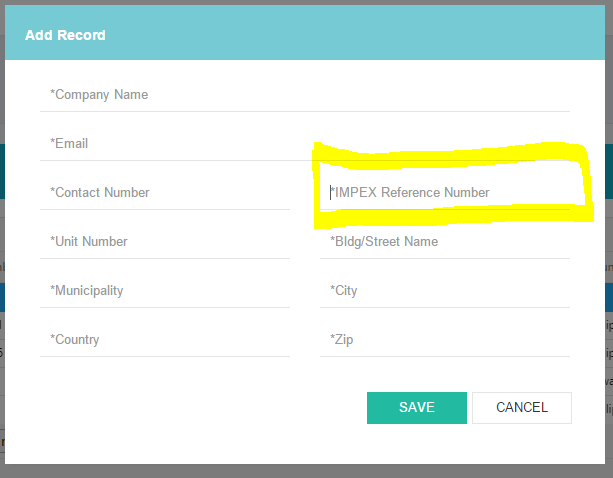 Add Record
*Company Name
*Email
*Contact Number
*IMPEX Reference Number
*Unit Number
*Bldg/Street Name
*Municipality
*City
*Country
*Zip
SAVE
CANCEL